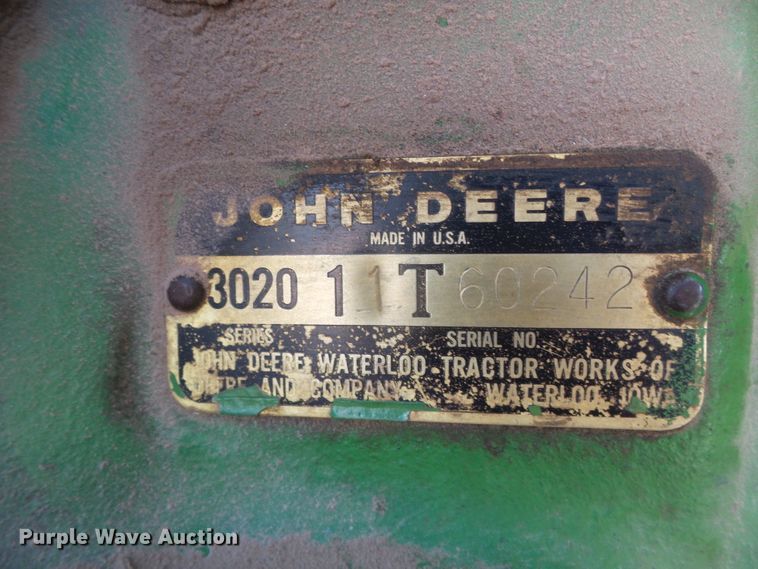 JOHN DEERE
MADE IN U.S.A.
3020 11T 60242
SERIES SERIAL NO.
JOHN DEERE WATERLOO TRACTOR WORKS OF
DEERE AND COMPANY WATERLOO, IOWA
Purple Wave Auction